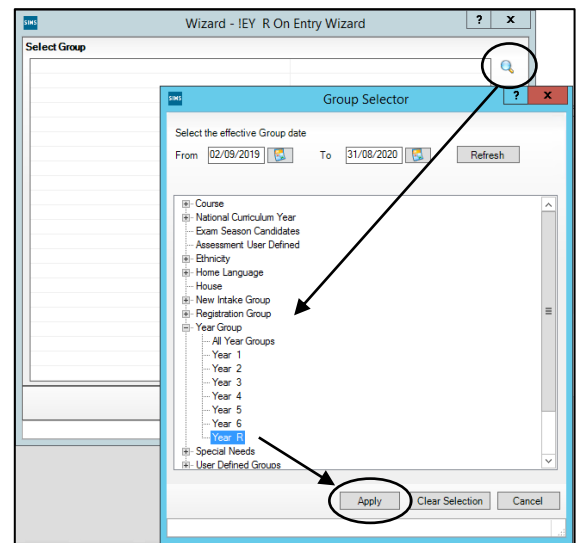 SIMS Wizard - !EY R On Entry Wizard ? x
Select Group
SIMS Group Selector ? x
Select the effective Group date
From 02/09/2019 To 31/08/2020 Refresh
Course
National Curriculum Year
Exam Season Candidates
Assessment User Defined
Ethnicity
Home Language
House
New Intake Group
Registration Group
Year Group
All Year Groups
Year 1
Year 2
Year 3
Year 4
Year 5
Year 6
Year R
Special Needs
User Defined Groups
Apply Clear Selection Cancel